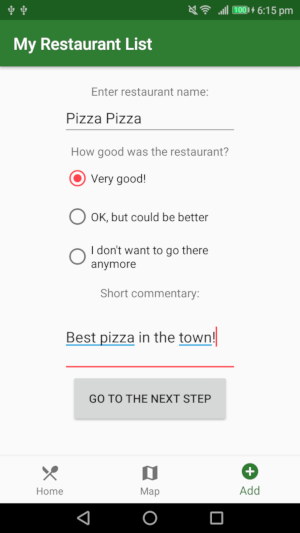 100 6:15 pm
My Restaurant List
Enter restaurant name:
Pizza Pizza
How good was the restaurant?
Very good!
OK, but could be better
I don't want to go there
anymore
Short commentary:
Best pizza in the town!
GO TO THE NEXT STEP
Home Map Add